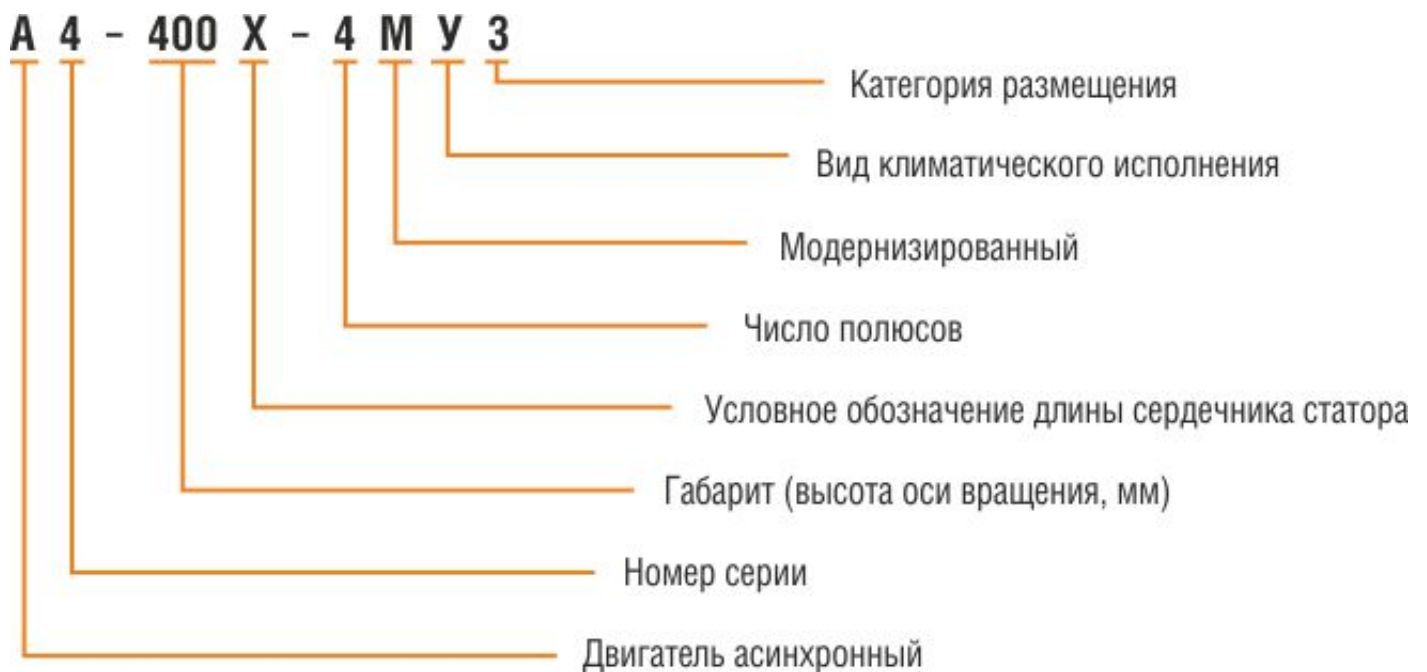 А 4 - 400 Х - 4 М У 3
Категория размещения
Вид климатического исполнения
Модернизированный
Число полюсов
Условное обозначение длины сердечника статора
Габарит (высота оси вращения, мм)
Номер серии
Двигатель асинхронный